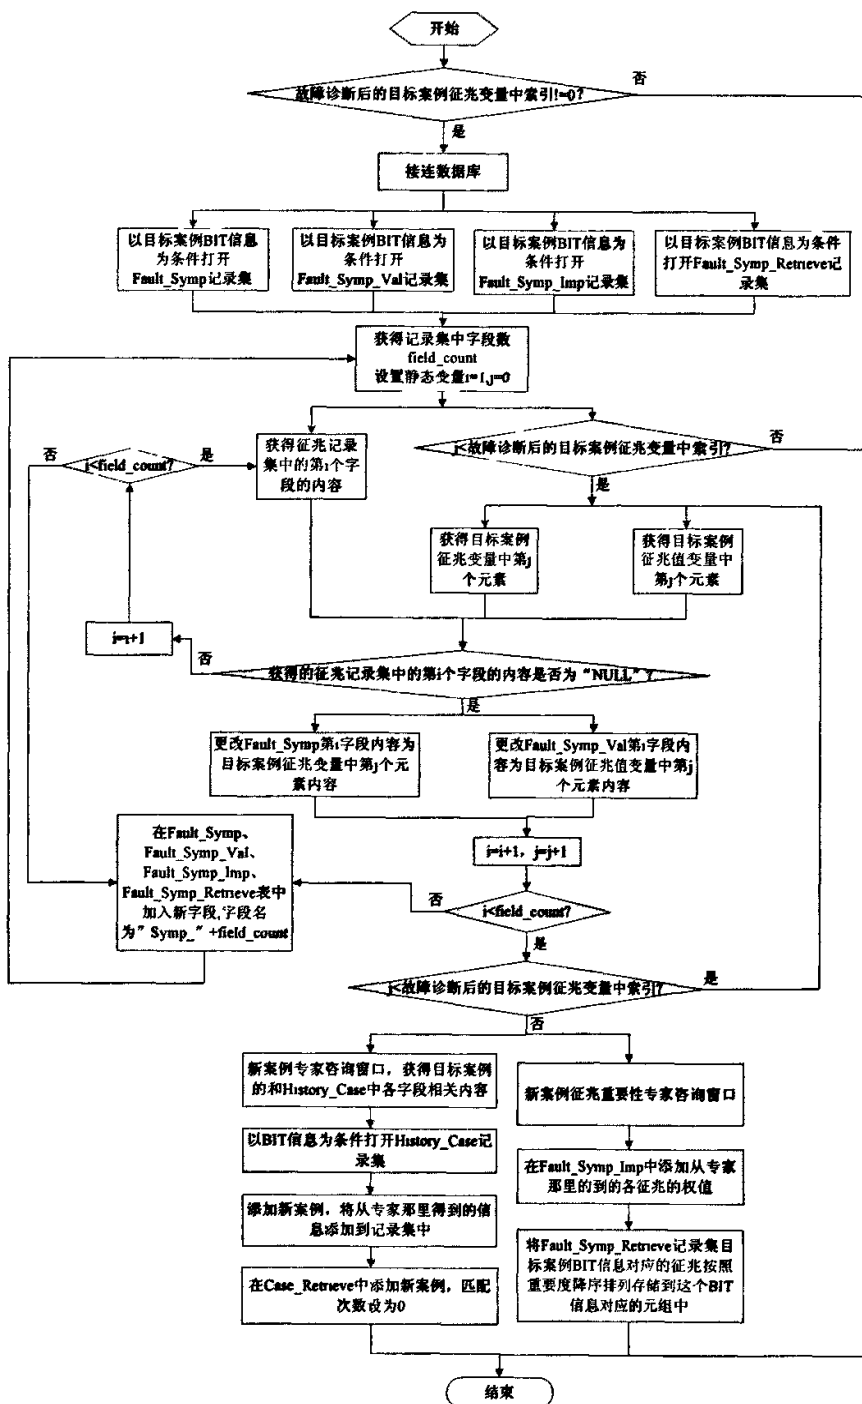 开始
否
故障诊断后的目标案例征兆变量中索引!=0?
是
接连数据库
以目标案例BIT信息
为条件打开
Fault_Symp记录集
以目标案例BIT信息为
条件打开
Fault_Symp_Val记录集
以目标案例BIT信息为
条件打开
Fault_Symp_Imp记录集
以目标案例BIT信息为条件
打开Fault_Symp_Retrieve记
录集
获得记录集中字段数
field_count
设置静态变量i=1,j=0
否
i<field_count?
是
获得征兆记录
集中的第i个字
段的内容
j<故障诊断后的目标案例征兆变量中索引?
否
是
获得目标案例
征兆变量中第j
个元素
获得目标案例
征兆值变量中
第j个元素
i=i+1
否
获得的征兆记录集中的第i个字段的内容是否为“NULL”?
是
更改Fault_Symp第i字段内容为
目标案例征兆变量中第j个元
素内容
更改Fault_Symp_Val第i字段内
容为目标案例征兆值变量中第j
个元素内容
在Fault_Symp、
Fault_Symp_Val、
Fault_Symp_Imp、
Fault_Symp_Retrieve表中
加入新字段,字段名
为”Symp_”+field_count
i=i+1, j=j+1
否
i<field_count?
是
j<故障诊断后的目标案例征兆变量中索引?
是
否
新案例专家咨询窗口，获得目标案例
的和History_Case中各字段相关内容
新案例征兆重要性专家咨询窗口
以BIT信息为条件打开History_Case记
录集
在Fault_Symp_Imp中添加从专家
那里的到的各征兆的权值
添加新案例，将从专家那里得到的信
息添加到记录集中
将Fault_Symp_Retrieve记录集目
标案例BIT信息对应的征兆按照
重要度降序排列存储到这个BIT
信息对应的元组中
在Case_Retrieve中添加新案例，匹配
次数设为0
结束